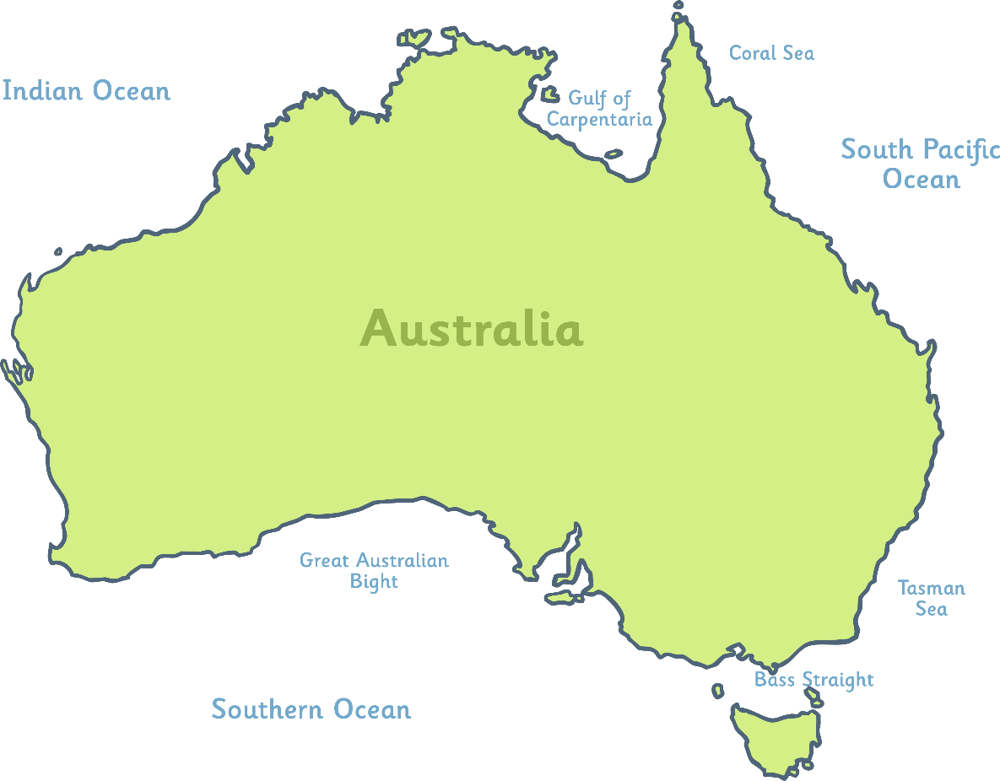 Coral Sea
Indian Ocean
Gulf of
Carpentaria
South Pacific
Ocean
Australia
Great Australian
Bight
Tasman
Sea
Bass Straight
Southern Ocean